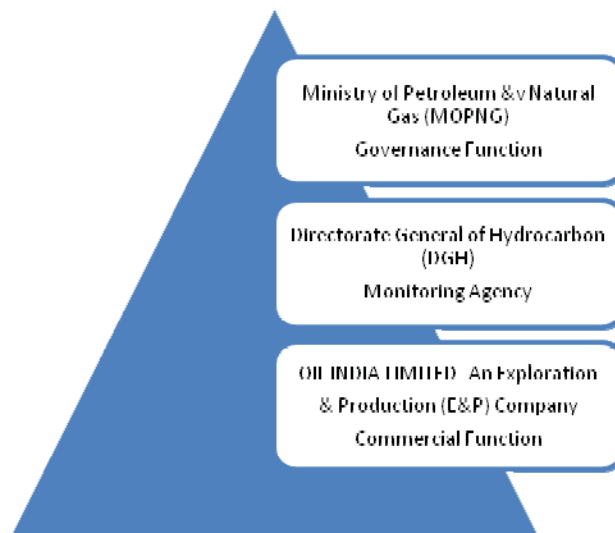 Ministry of Petroleum &v Natural
Gas (MOPNG)
Governance Function
Directorate General of Hydrocarbon
(DGH)
Monitoring Agency
OIL INDIA LIMITED An Exploration
& Production (E&P) Company
Commercial Function